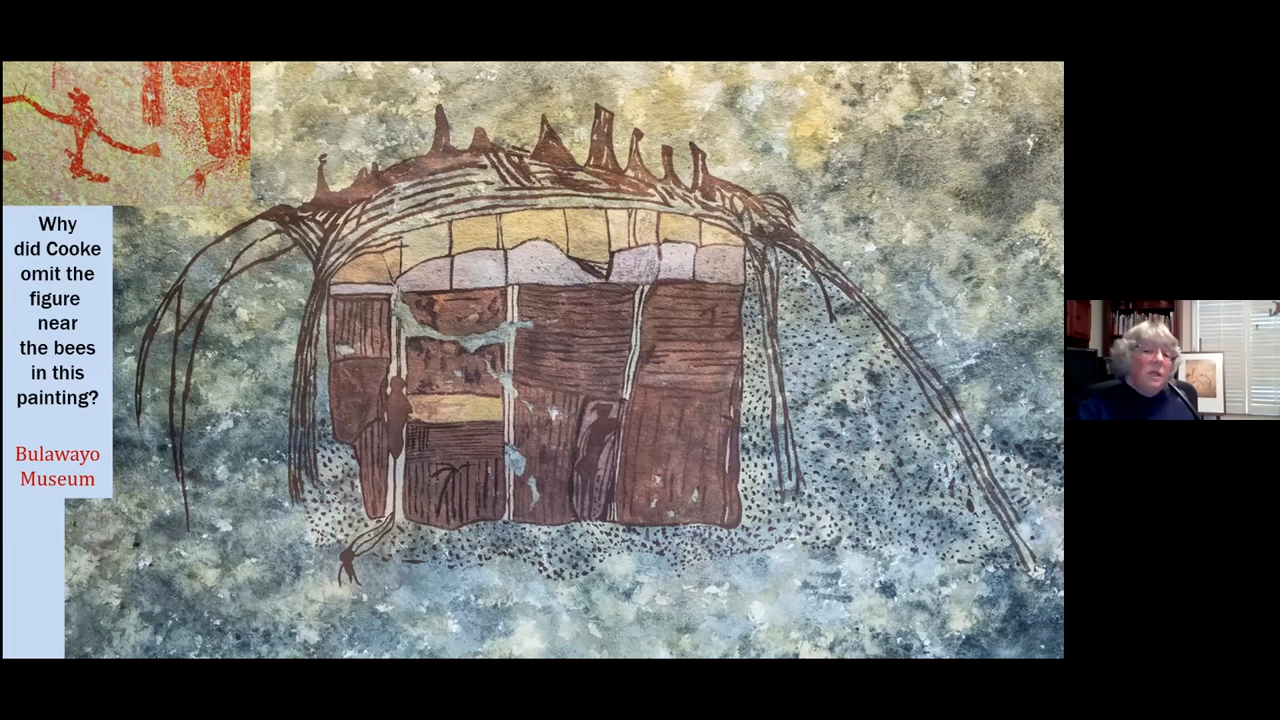 Why
did Cooke
omit the
figure
near
the bees
in this
painting?
Bulawayo
Museum